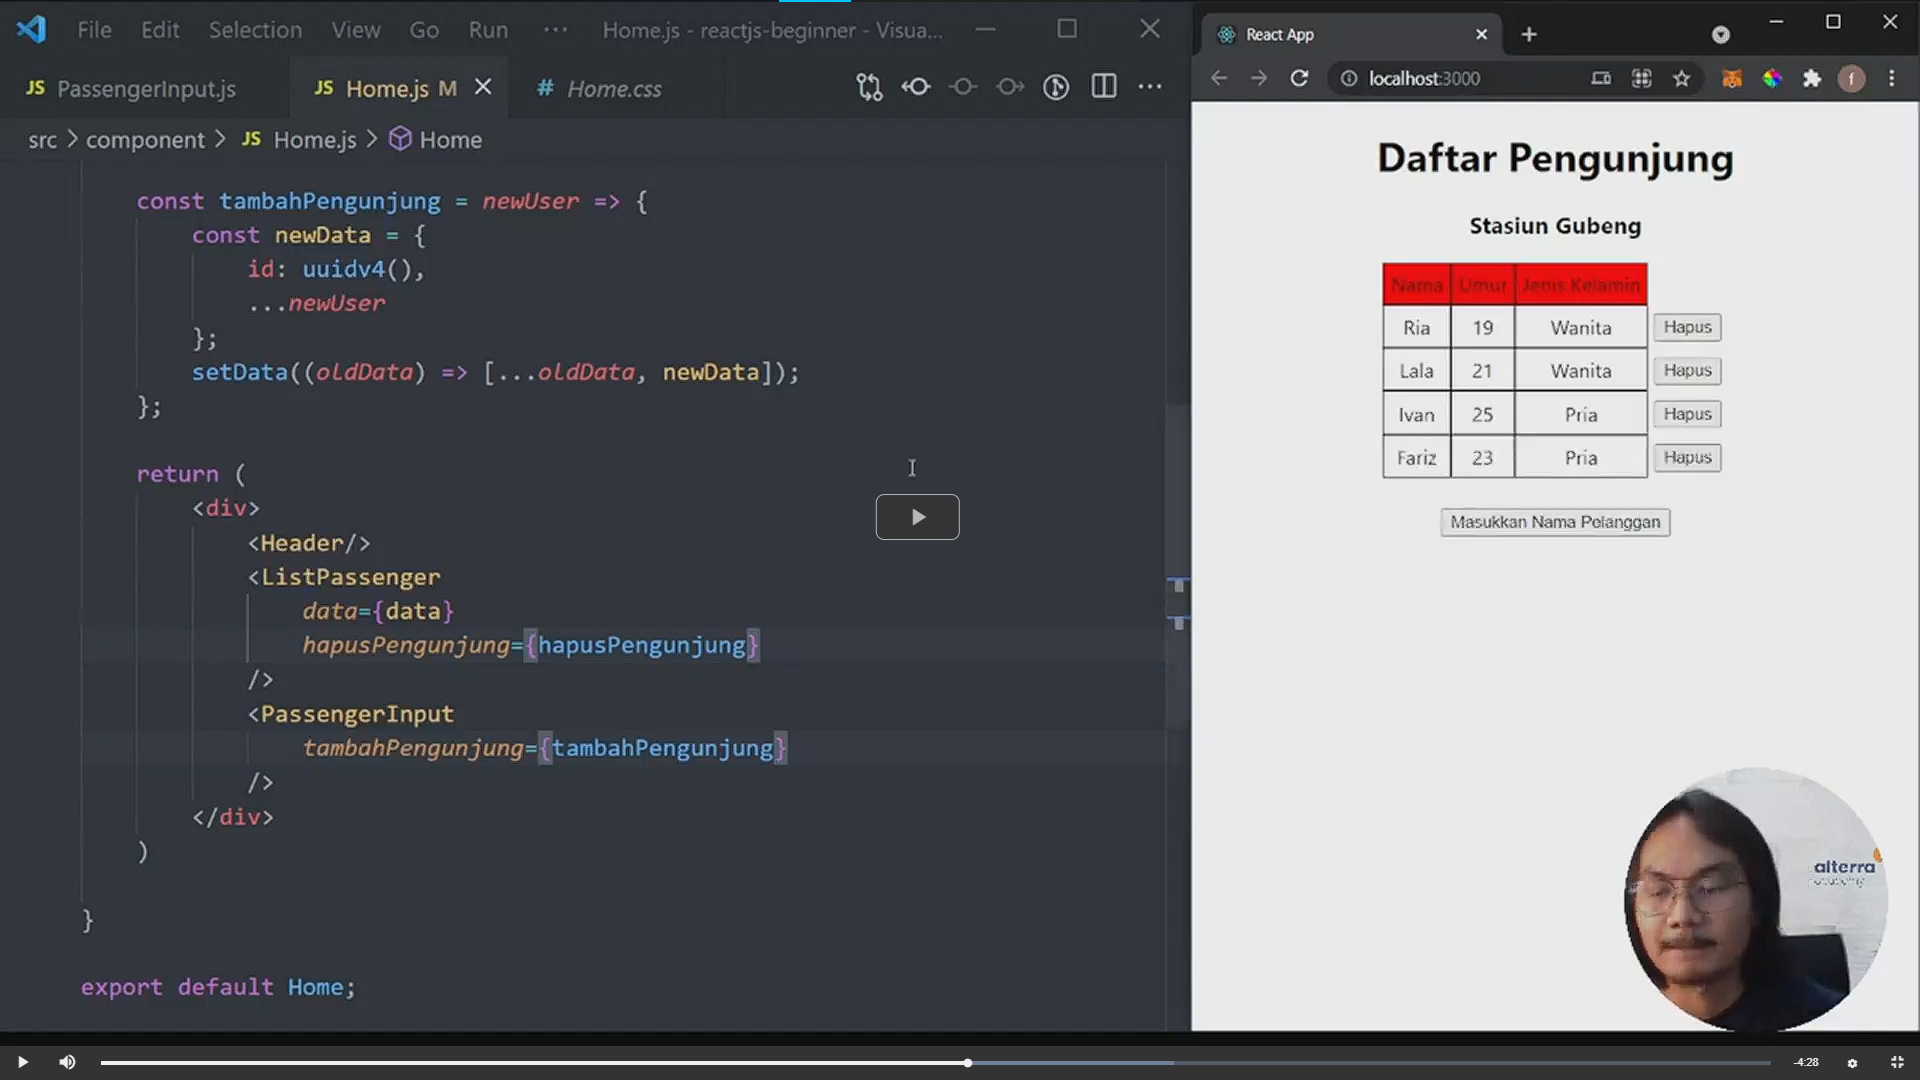 File Edit Selection View Go Run ··· Home.js - reactjs-beginner - Visua...
JS PassengerInput.js JS Home.js M # Home.css
src > component > JS Home.js > Home
const tambahPengunjung = newUser => {
const newData = {
id: uuidv4(),
...newUser
};
setData((oldData) => [...oldData, newData]);
};
return (
<div>
<Header/>
<ListPassenger
data={data}
hapusPengunjung={hapusPengunjung}
/>
<PassengerInput
tambahPengunjung={tambahPengunjung}
/>
</div>
)
}
export default Home;
React App
localhost:3000
f
Daftar Pengunjung
Stasiun Gubeng
Nama Umur Jenis Kelamin
Ria 19 Wanita Hapus
Lala 21 Wanita Hapus
Ivan 25 Pria Hapus
Fariz 23 Pria Hapus
Masukkan Nama Pelanggan
alterra
academy
-4:28